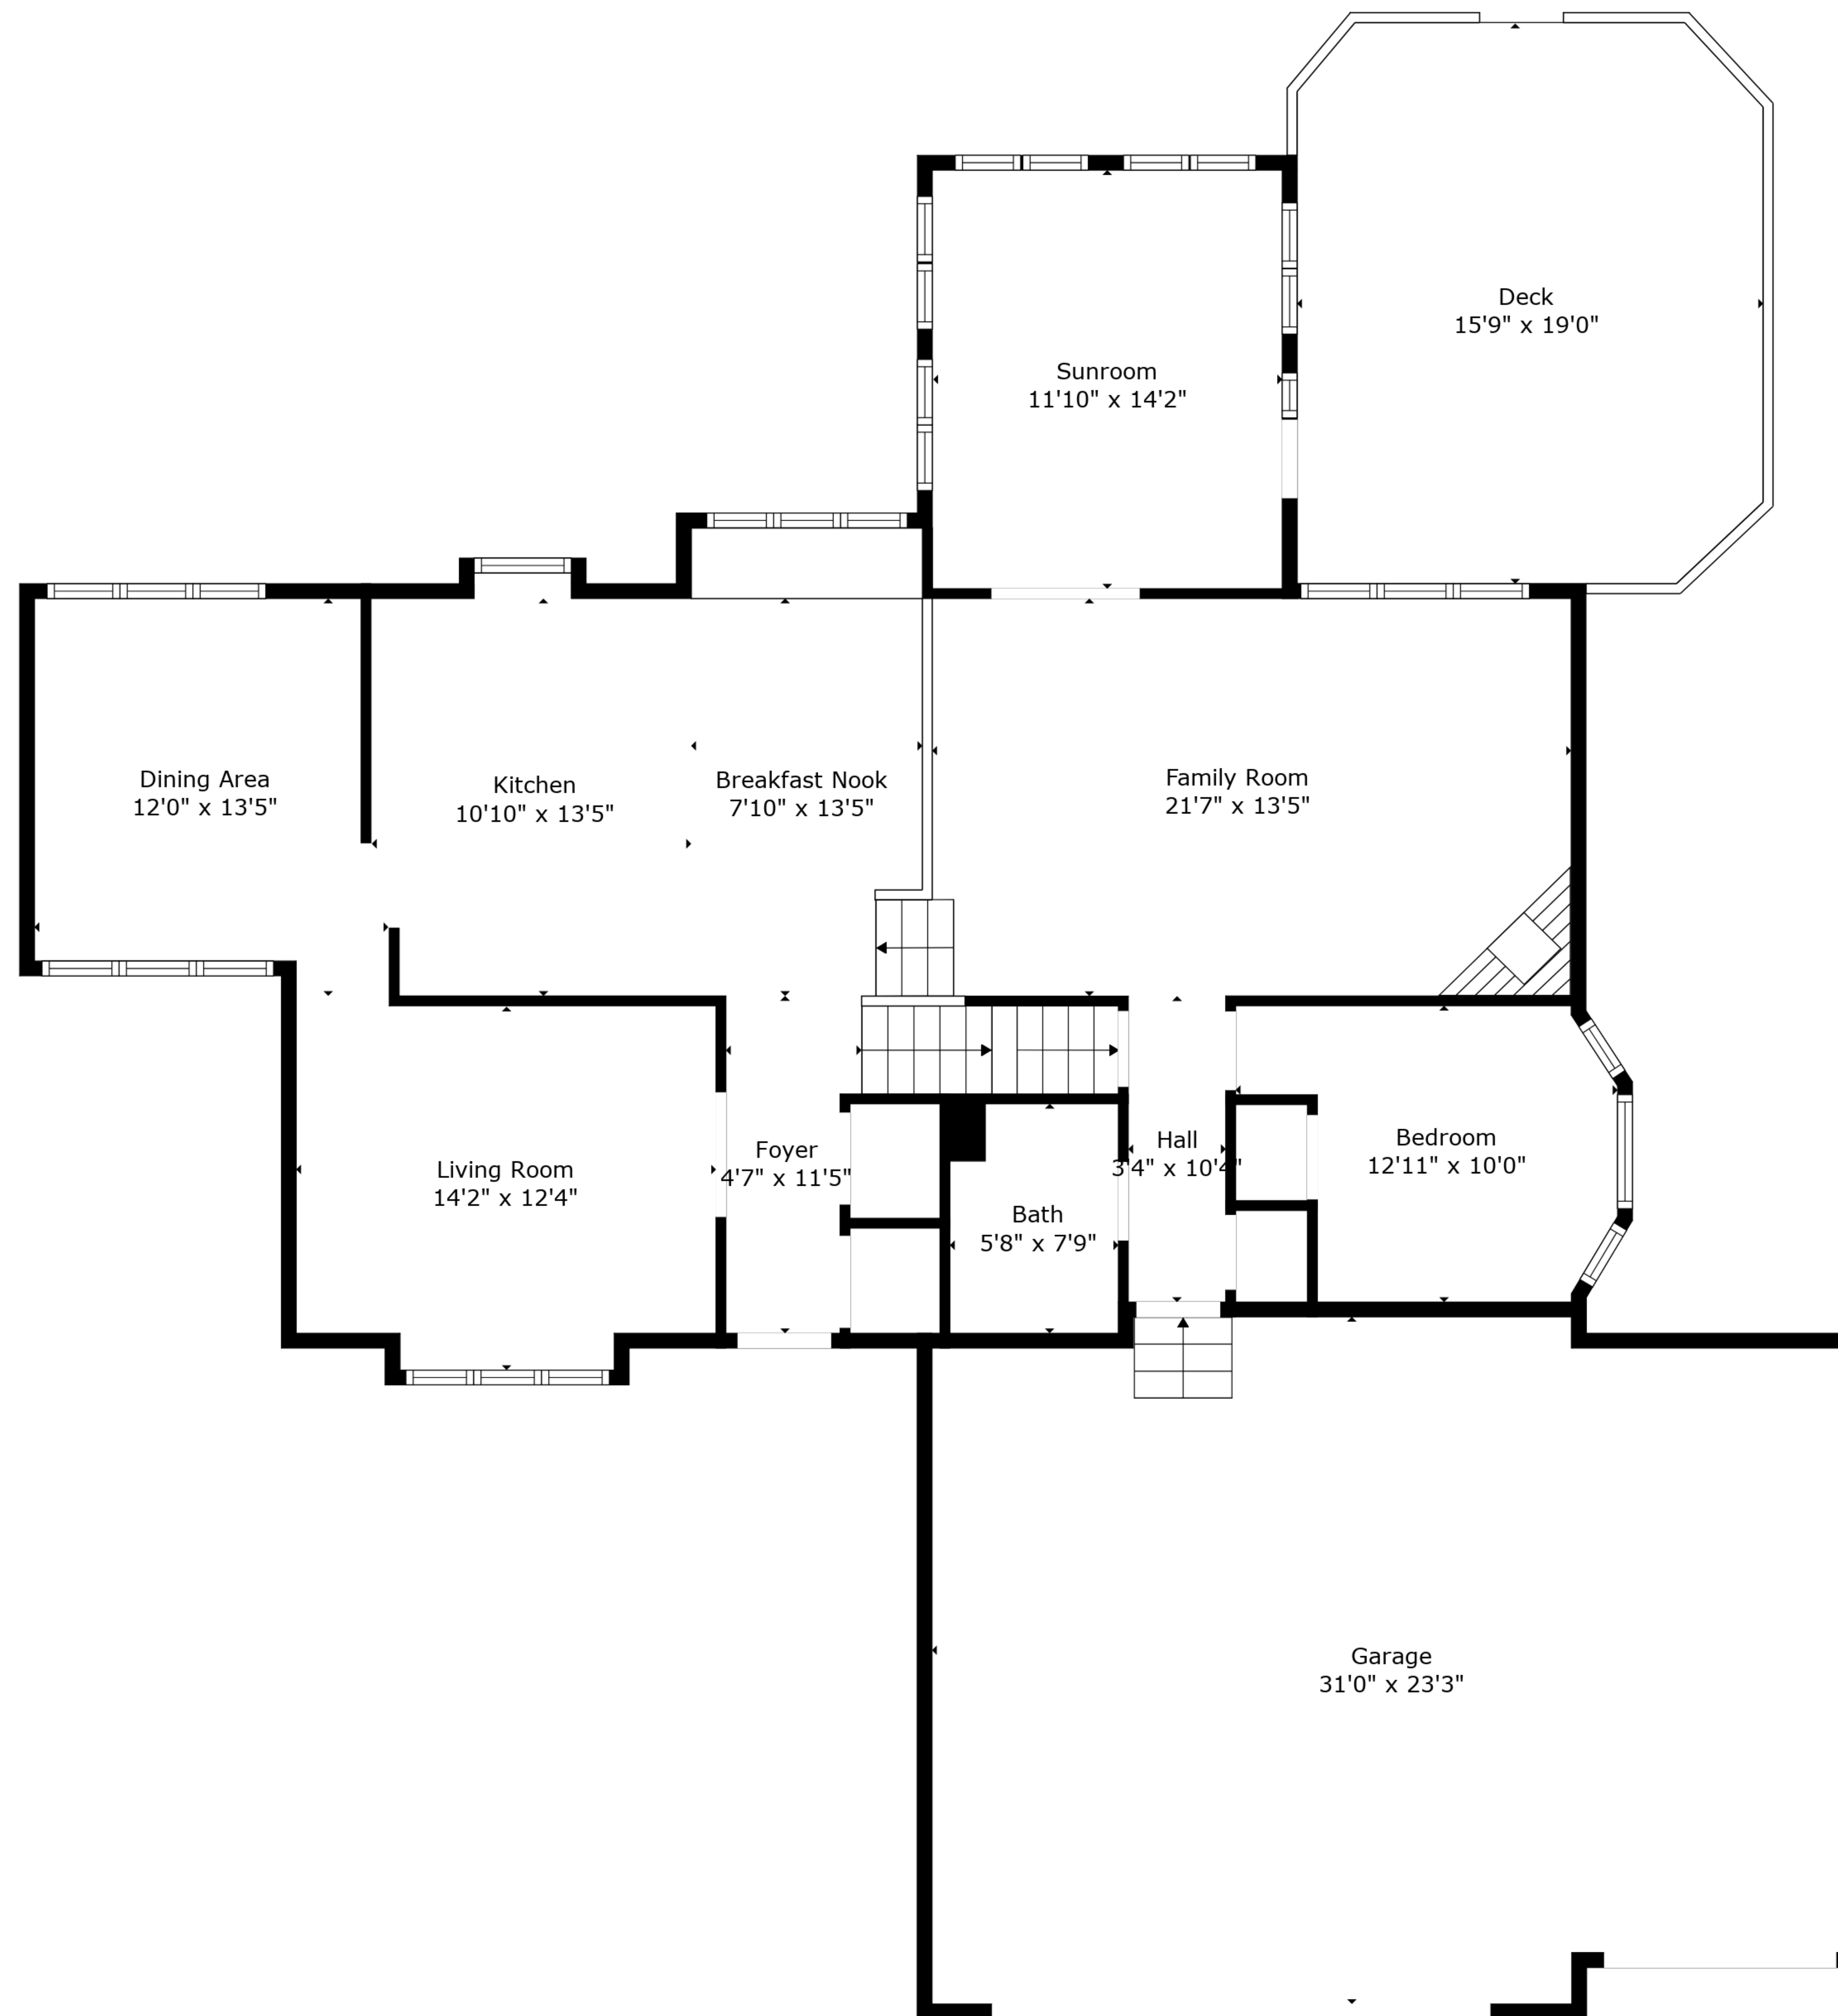 Deck
15'9" x 19'0"
Sunroom
11'10" x 14'2"
Dining Area
12'0" x 13'5"
Kitchen
10'10" x 13'5"
Breakfast Nook
7'10" x 13'5"
Family Room
21'7" x 13'5"
Living Room
14'2" x 12'4"
Foyer
4'7" x 11'5"
Bath
5'8" x 7'9"
Hall
3'4" x 10'4"
Bedroom
12'11" x 10'0"
Garage
31'0" x 23'3"